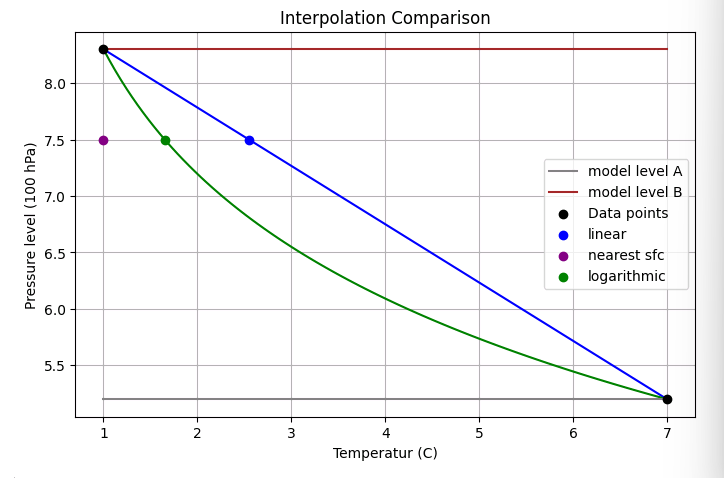 Interpolation Comparison
Pressure level (100 hPa)
8.0
7.5
7.0
6.5
6.0
5.5
model level A
model level B
Data points
linear
nearest sfc
logarithmic
1 2 3 4 5 6 7
Temperatur (C)